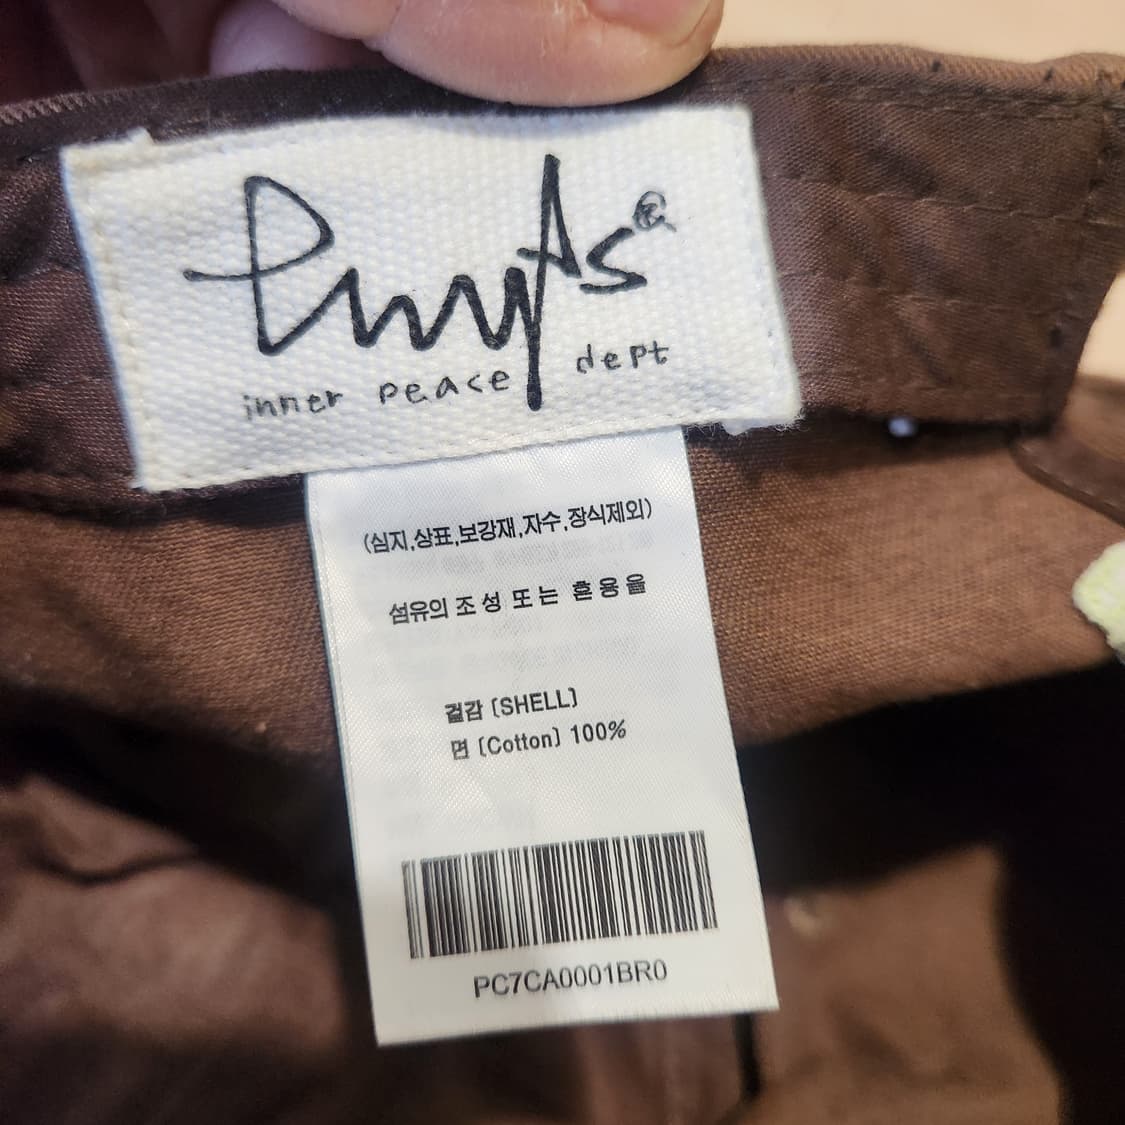 PhyPs®
inner peace dept
(심지,상표,보강재,자수,장식제외)
섬유의 조성 또는 혼용율
겉감 [SHELL]
면 [Cotton] 100%
PC7CA0001BR0